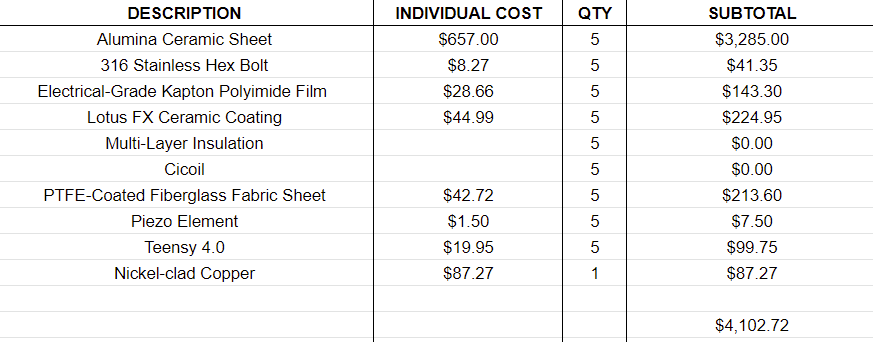 DESCRIPTION INDIVIDUAL COST QTY SUBTOTAL
Alumina Ceramic Sheet $657.00 5 $3,285.00
316 Stainless Hex Bolt $8.27 5 $41.35
Electrical-Grade Kapton Polyimide Film $28.66 5 $143.30
Lotus FX Ceramic Coating $44.99 5 $224.95
Multi-Layer Insulation 5 $0.00
Cicoil 5 $0.00
PTFE-Coated Fiberglass Fabric Sheet $42.72 5 $213.60
Piezo Element $1.50 5 $7.50
Teensy 4.0 $19.95 5 $99.75
Nickel-clad Copper $87.27 1 $87.27
$4,102.72